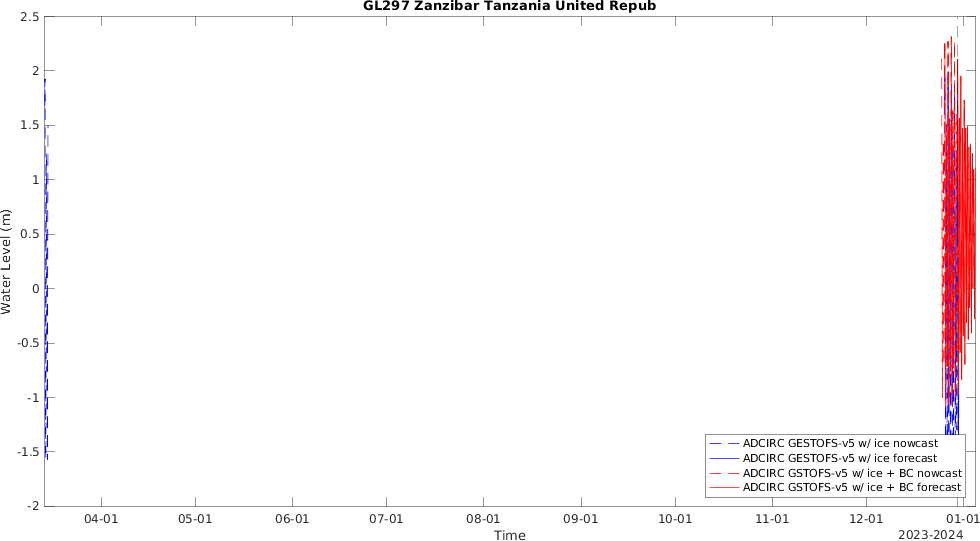 GL297 Zanzibar Tanzania United Repub
2.5
2
1.5
1
0.5
0
-0.5
-1
-1.5
-2
Water Level (m)
04-01 05-01 06-01 07-01 08-01 09-01 10-01 11-01 12-01 01-01
Time
2023-2024
ADCIRC GESTOFS-v5 w/ ice nowcast
ADCIRC GESTOFS-v5 w/ ice forecast
ADCIRC GSTOFS-v5 w/ ice + BC nowcast
ADCIRC GSTOFS-v5 w/ ice + BC forecast